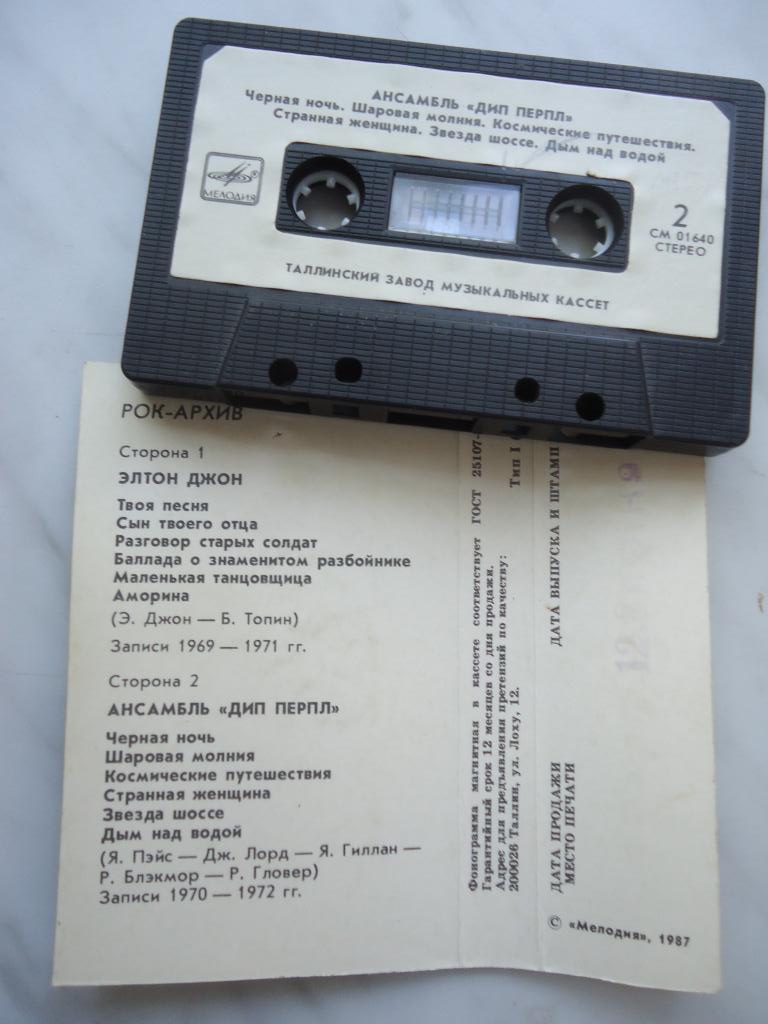 АНСАМБЛЬ «ДИП ПЕРПЛ»
Черная ночь. Шаровая молния. Космические путешествия.
Странная женщина. Звезда шоссе. Дым над водой
МЕЛОДИЯ
2
СМ 01640
СТЕРЕО
ТАЛЛИНСКИЙ ЗАВОД МУЗЫКАЛЬНЫХ КАССЕТ
РОК-АРХИВ
Сторона 1
ЭЛТОН ДЖОН
Твоя песня
Сын твоего отца
Разговор старых солдат
Баллада о знаменитом разбойнике
Маленькая танцовщица
Аморина
(Э. Джон — Б. Топин)
Записи 1969 — 1971 гг.
Сторона 2
АНСАМБЛЬ «ДИП ПЕРПЛ»
Черная ночь
Шаровая молния
Космические путешествия
Странная женщина
Звезда шоссе
Дым над водой
(Я. Пэйс — Дж. Лорд — Я. Гиллан —
Р. Блэкмор — Р. Гловер)
Записи 1970 — 1972 гг.
Фонограмма магнитная в кассете соответствует ГОСТ 25107-
Гарантийный срок 12 месяцев со дня продажи. Тип I
Адрес для предъявления претензий по качеству:
200026 Таллин, ул. Лоху, 12.
ДАТА ВЫПУСКА И ШТАМП
ДАТА ПРОДАЖИ
МЕСТО ПЕЧАТИ
12
© «Мелодия», 1987